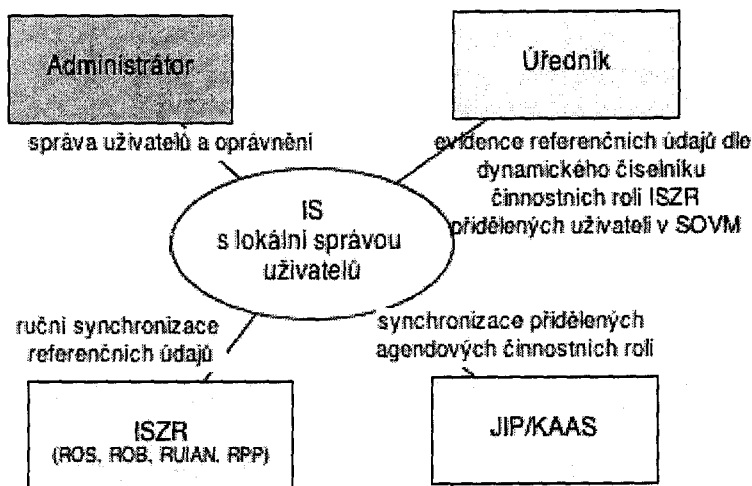 Administrátor
Úředník
správa uživatelů a oprávnění
evidence referenčních údajů dle
dynamického číselníku
činnostních rolí ISZR
přidělených uživateli v SOVM
IS
s lokální správou
uživatelů
ruční synchronizace
referenčních údajů
synchronizace přidělených
agendových činnostních rolí
ISZR
(ROS, ROB, RUIAN, RPP)
JIP/KAAS